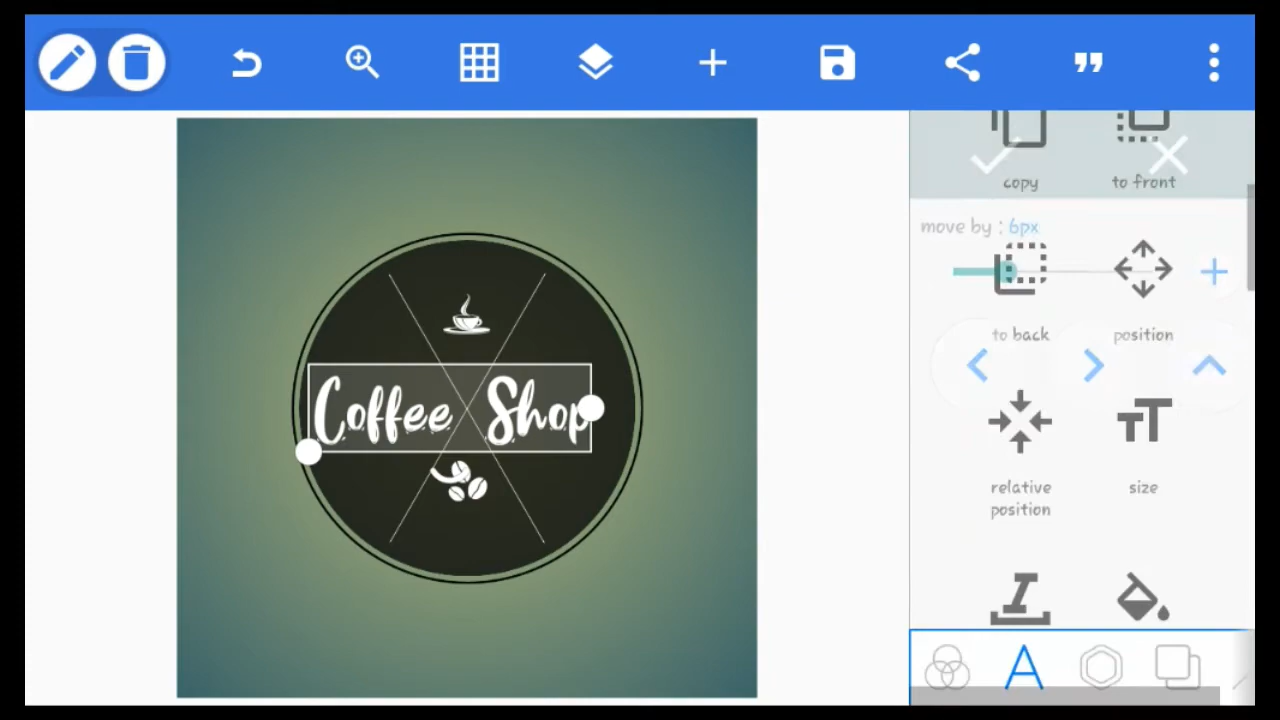 copy
to front
move by : 6px
to back
position
Coffee Shop
relative
position
size